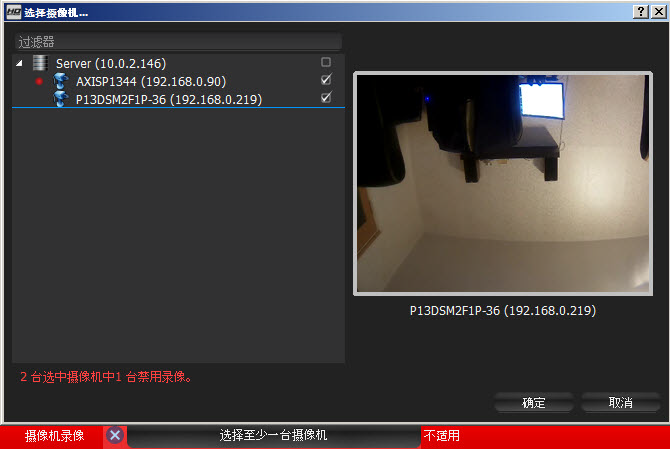 HD 选择摄像机...
过滤器
Server (10.0.2.146)
AXISP1344 (192.168.0.90)
P13DSM2F1P-36 (192.168.0.219)
P13DSM2F1P-36 (192.168.0.219)
2 台选中摄像机中1 台禁用录像。
确定 取消
摄像机录像 选择至少一台摄像机 不适用